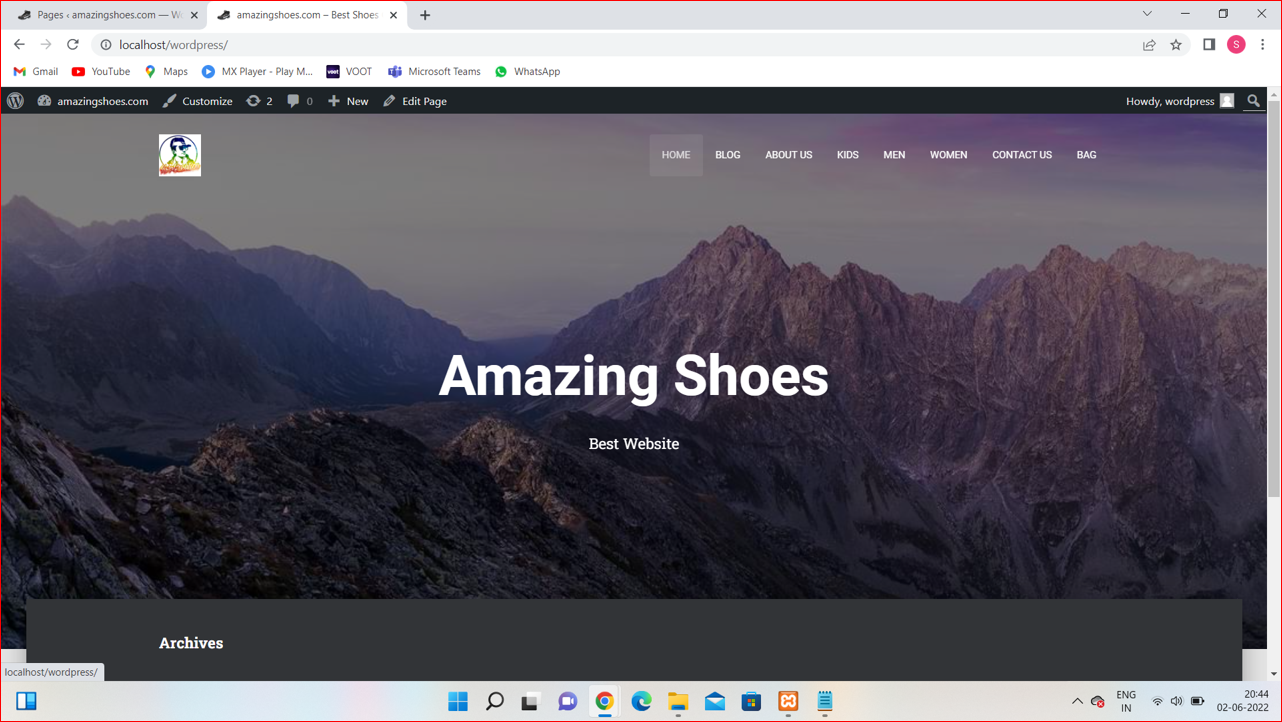 Pages ‹ amazingshoes.com — W
amazingshoes.com – Best Shoes
localhost/wordpress/
S
Gmail
YouTube
Maps
MX Player - Play M...
VOOT
Microsoft Teams
WhatsApp
amazingshoes.com
Customize
2
0
New
Edit Page
Howdy, wordpress
HOME
BLOG
ABOUT US
KIDS
MEN
WOMEN
CONTACT US
BAG
Amazing Shoes
Best Website
Archives
localhost/wordpress/
ENG
IN
20:44
02-06-2022